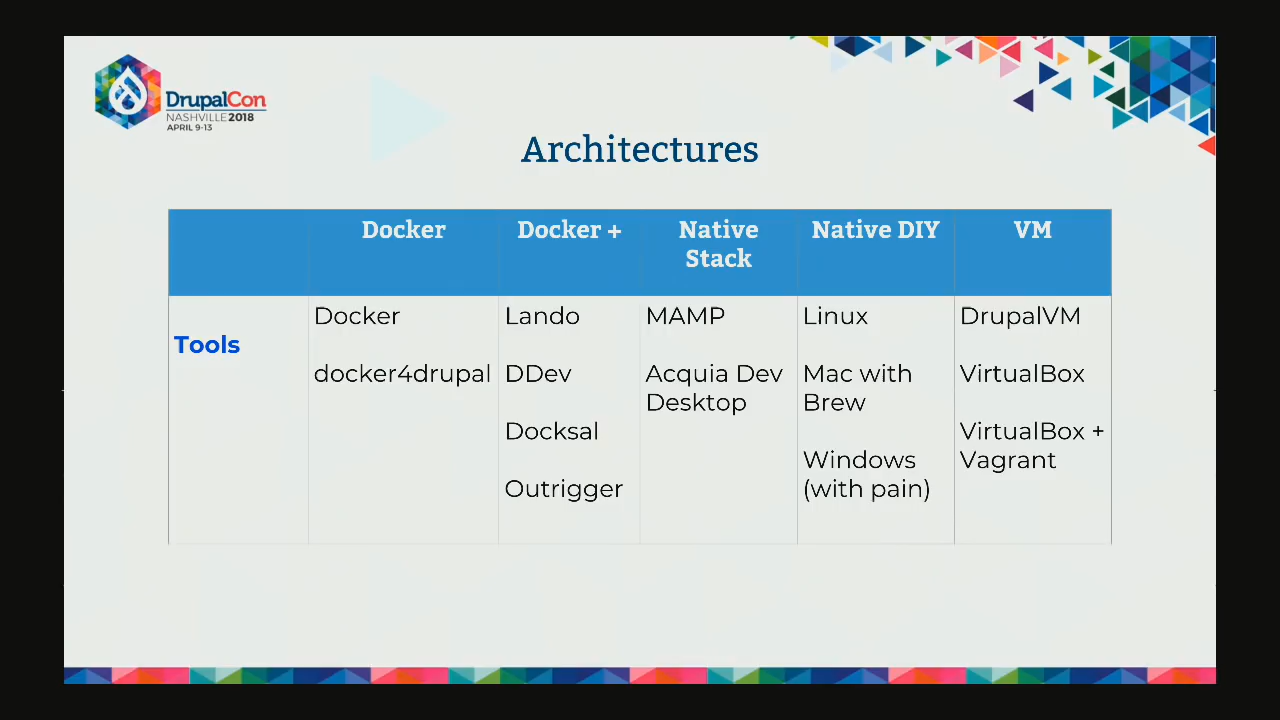 DrupalCon
NASHVILLE 2018
APRIL 9-13
Architectures
Docker
Docker +
Native
Stack
Native DIY
VM
Tools
Docker
docker4drupal
Lando
DDev
Docksal
Outrigger
MAMP
Acquia Dev
Desktop
Linux
Mac with
Brew
Windows
(with pain)
DrupalVM
VirtualBox
VirtualBox +
Vagrant